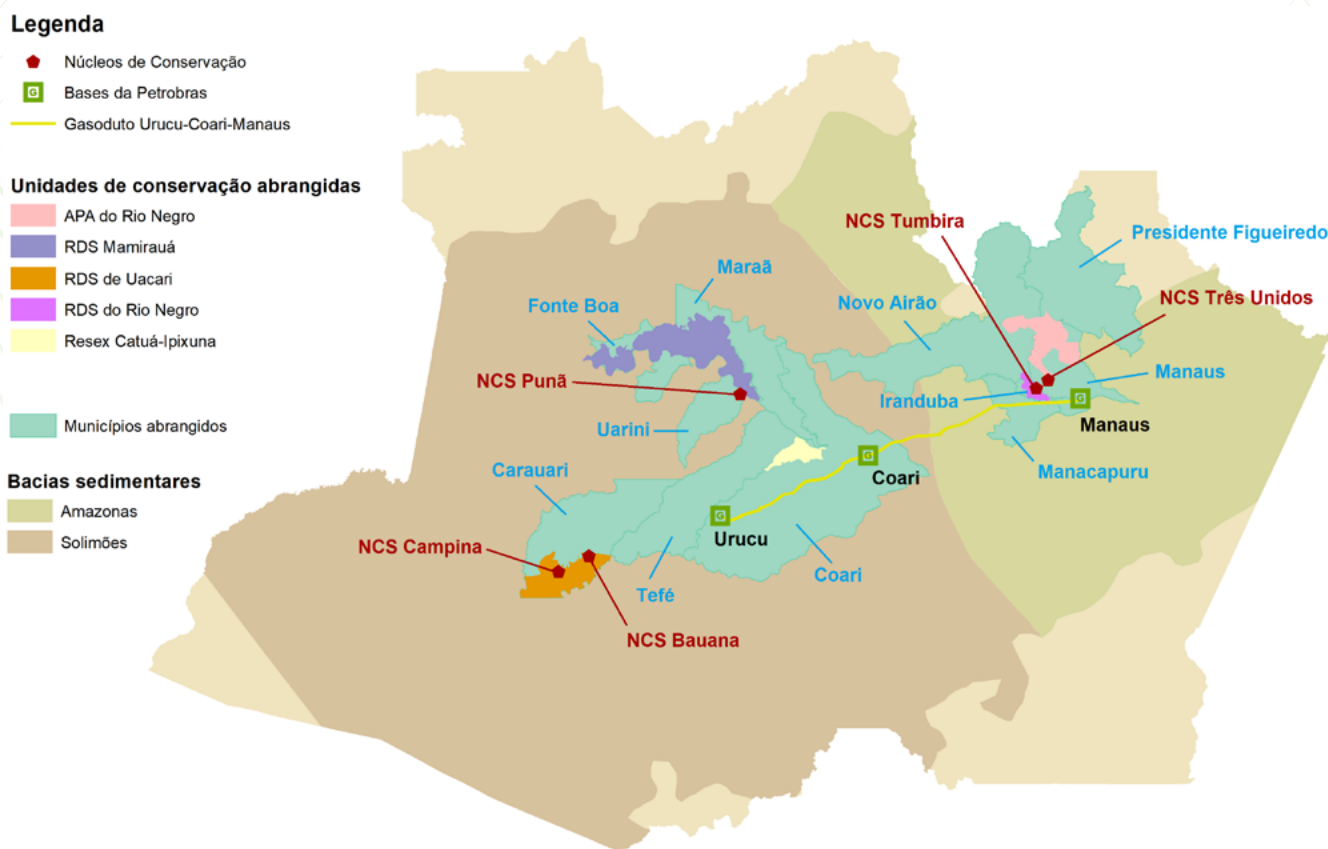 Legenda
Núcleos de Conservação
G
Bases da Petrobras
Gasoduto Urucu-Coari-Manaus
Unidades de conservação abrangidas
APA do Rio Negro
RDS Mamirauá
RDS de Uacari
RDS do Rio Negro
Resex Catuá-Ipixuna
Municípios abrangidos
Bacias sedimentares
Amazonas
Solimões
NCS Tumbira
Presidente Figueiredo
Maraã
NCS Três Unidos
Fonte Boa
Novo Airão
NCS Punã
Manaus
Iranduba
G
Manaus
Uarini
Manacapuru
Carauari
G
Coari
G
Urucu
NCS Campina
Coari
Tefé
NCS Bauana